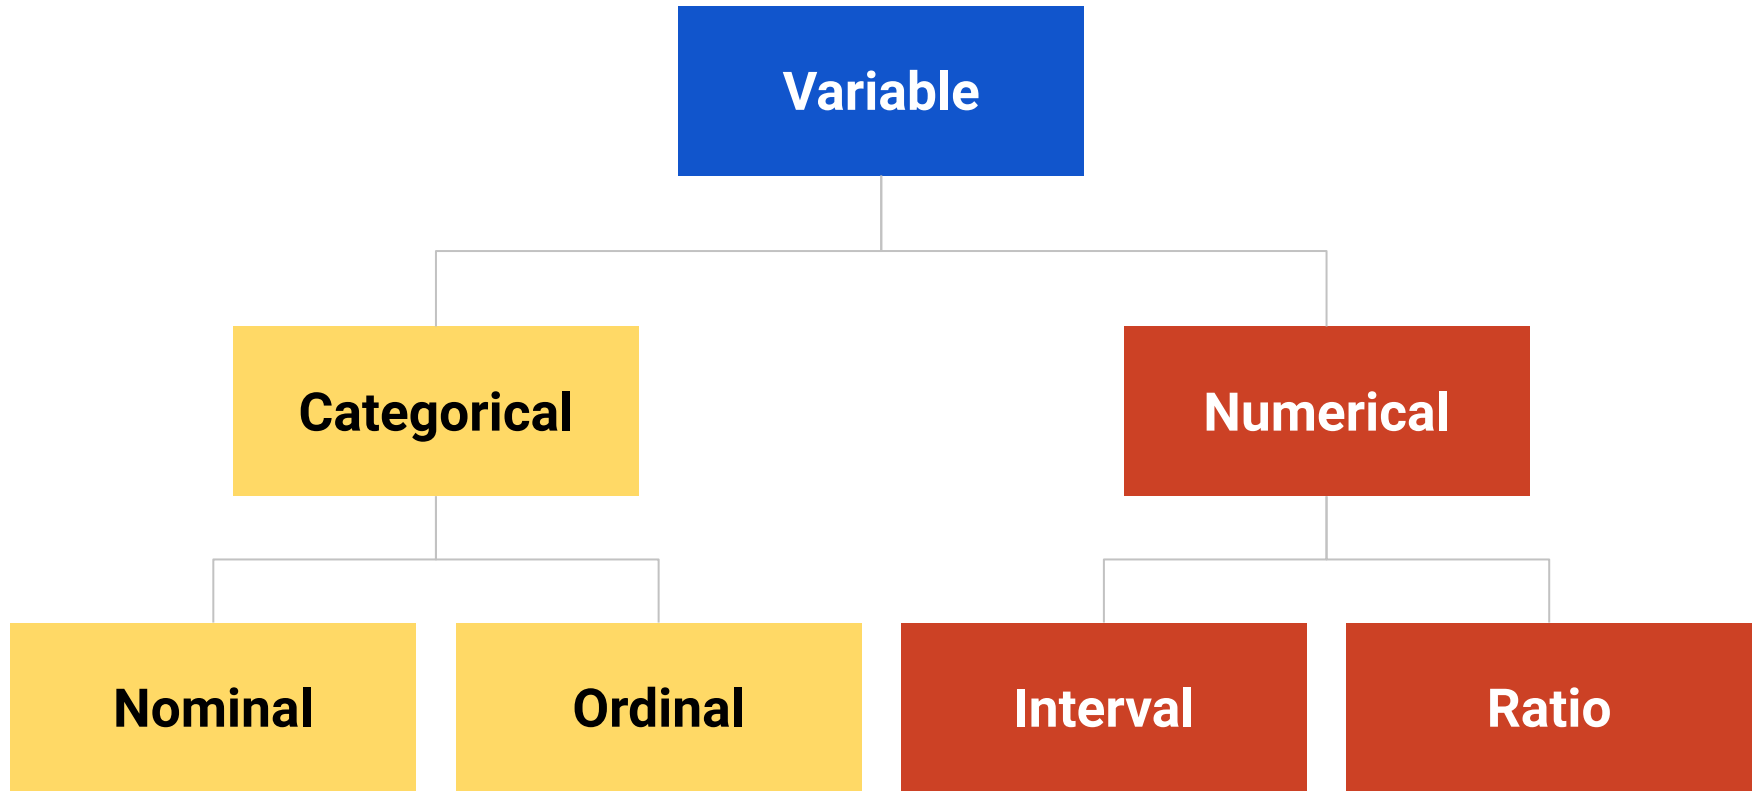 Variable
Categorical
Numerical
Nominal
Ordinal
Interval
Ratio